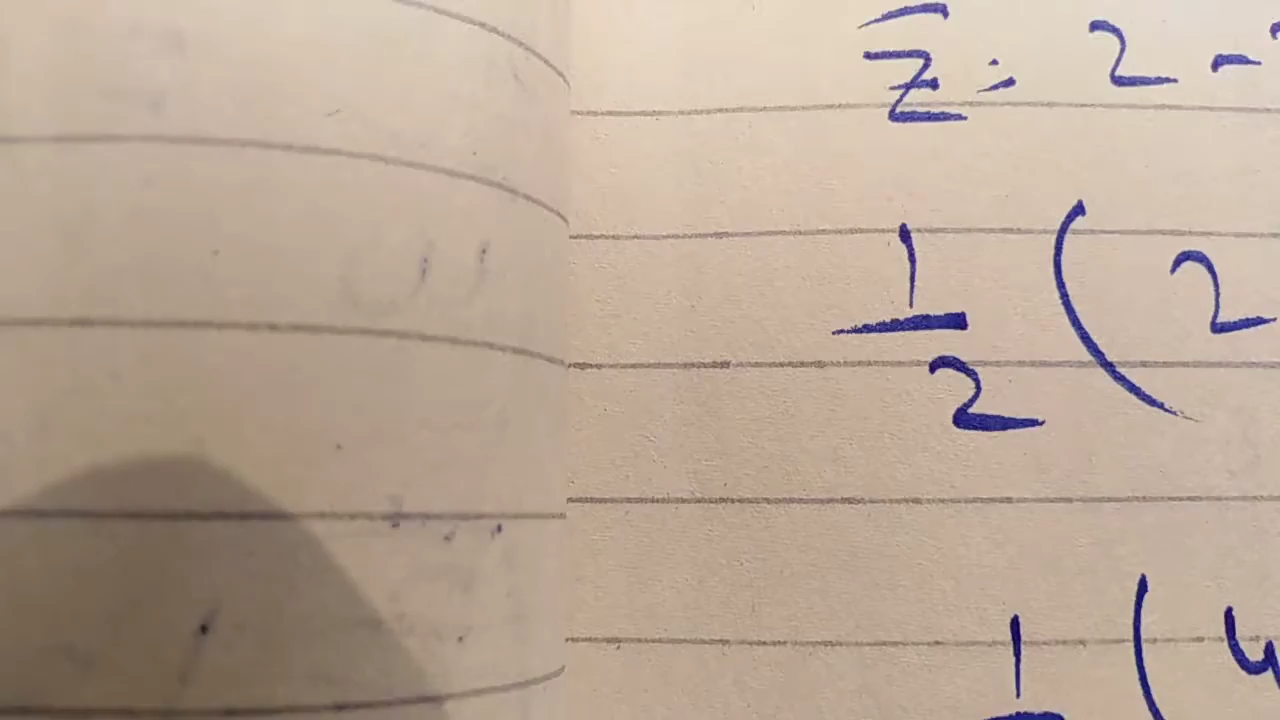 z̅ = 2 -
1/2 ( 2
1 ( 4